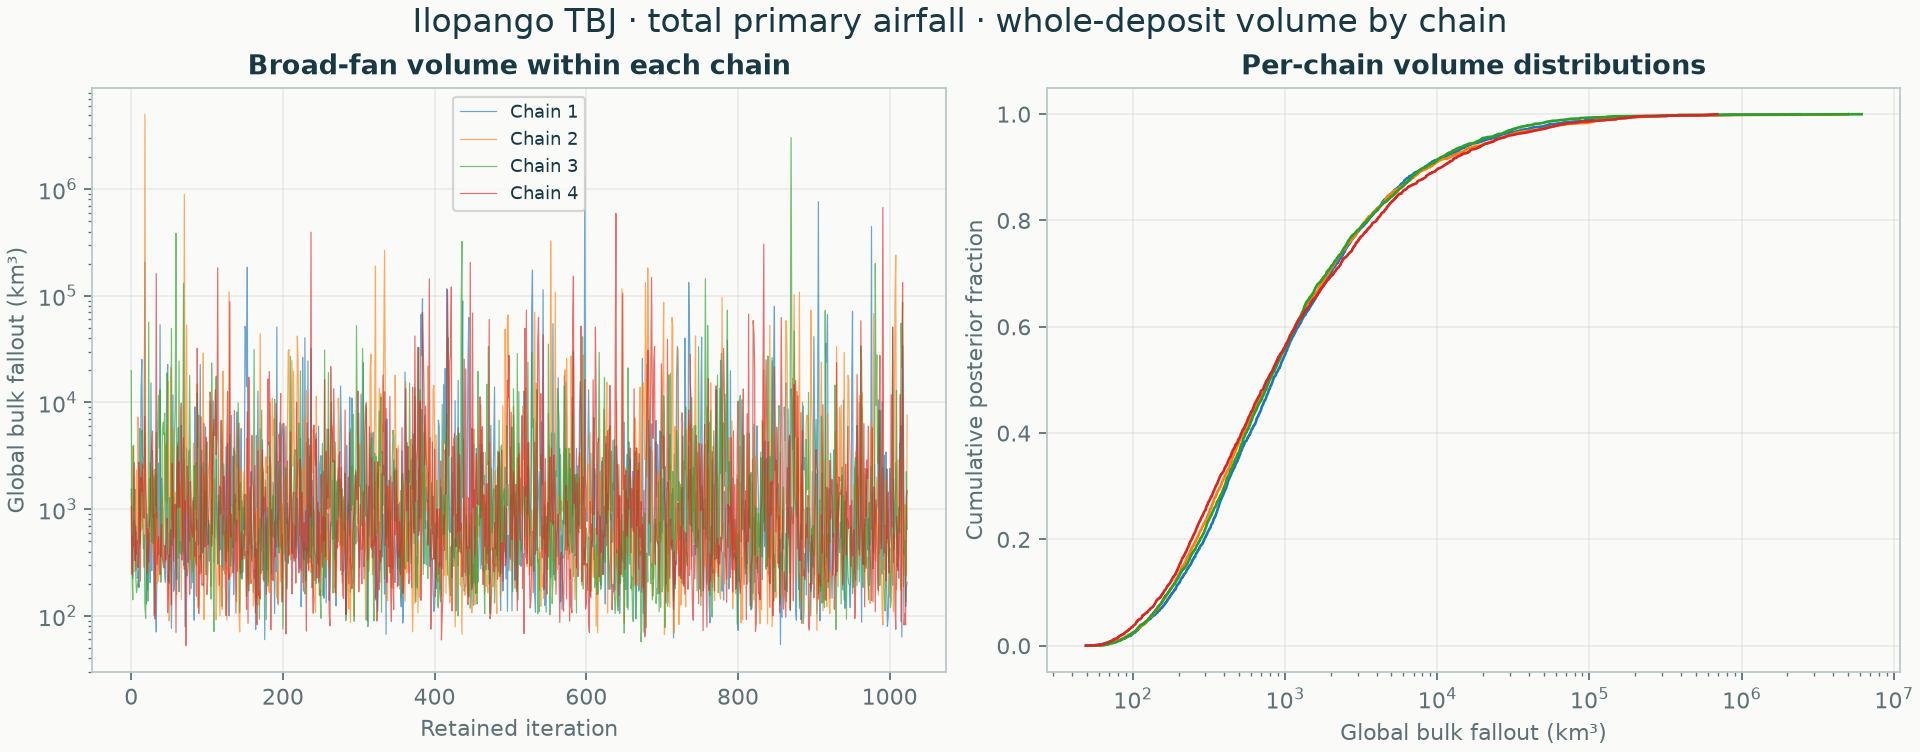 Ilopango TBJ · total primary airfall · whole-deposit volume by chain
Broad-fan volume within each chain
Global bulk fallout (km³)
10⁶
10⁵
10⁴
10³
10²
Chain 1
Chain 2
Chain 3
Chain 4
0 200 400 600 800 1000
Retained iteration
Per-chain volume distributions
Cumulative posterior fraction
1.0
0.8
0.6
0.4
0.2
0.0
10² 10³ 10⁴ 10⁵ 10⁶ 10⁷
Global bulk fallout (km³)